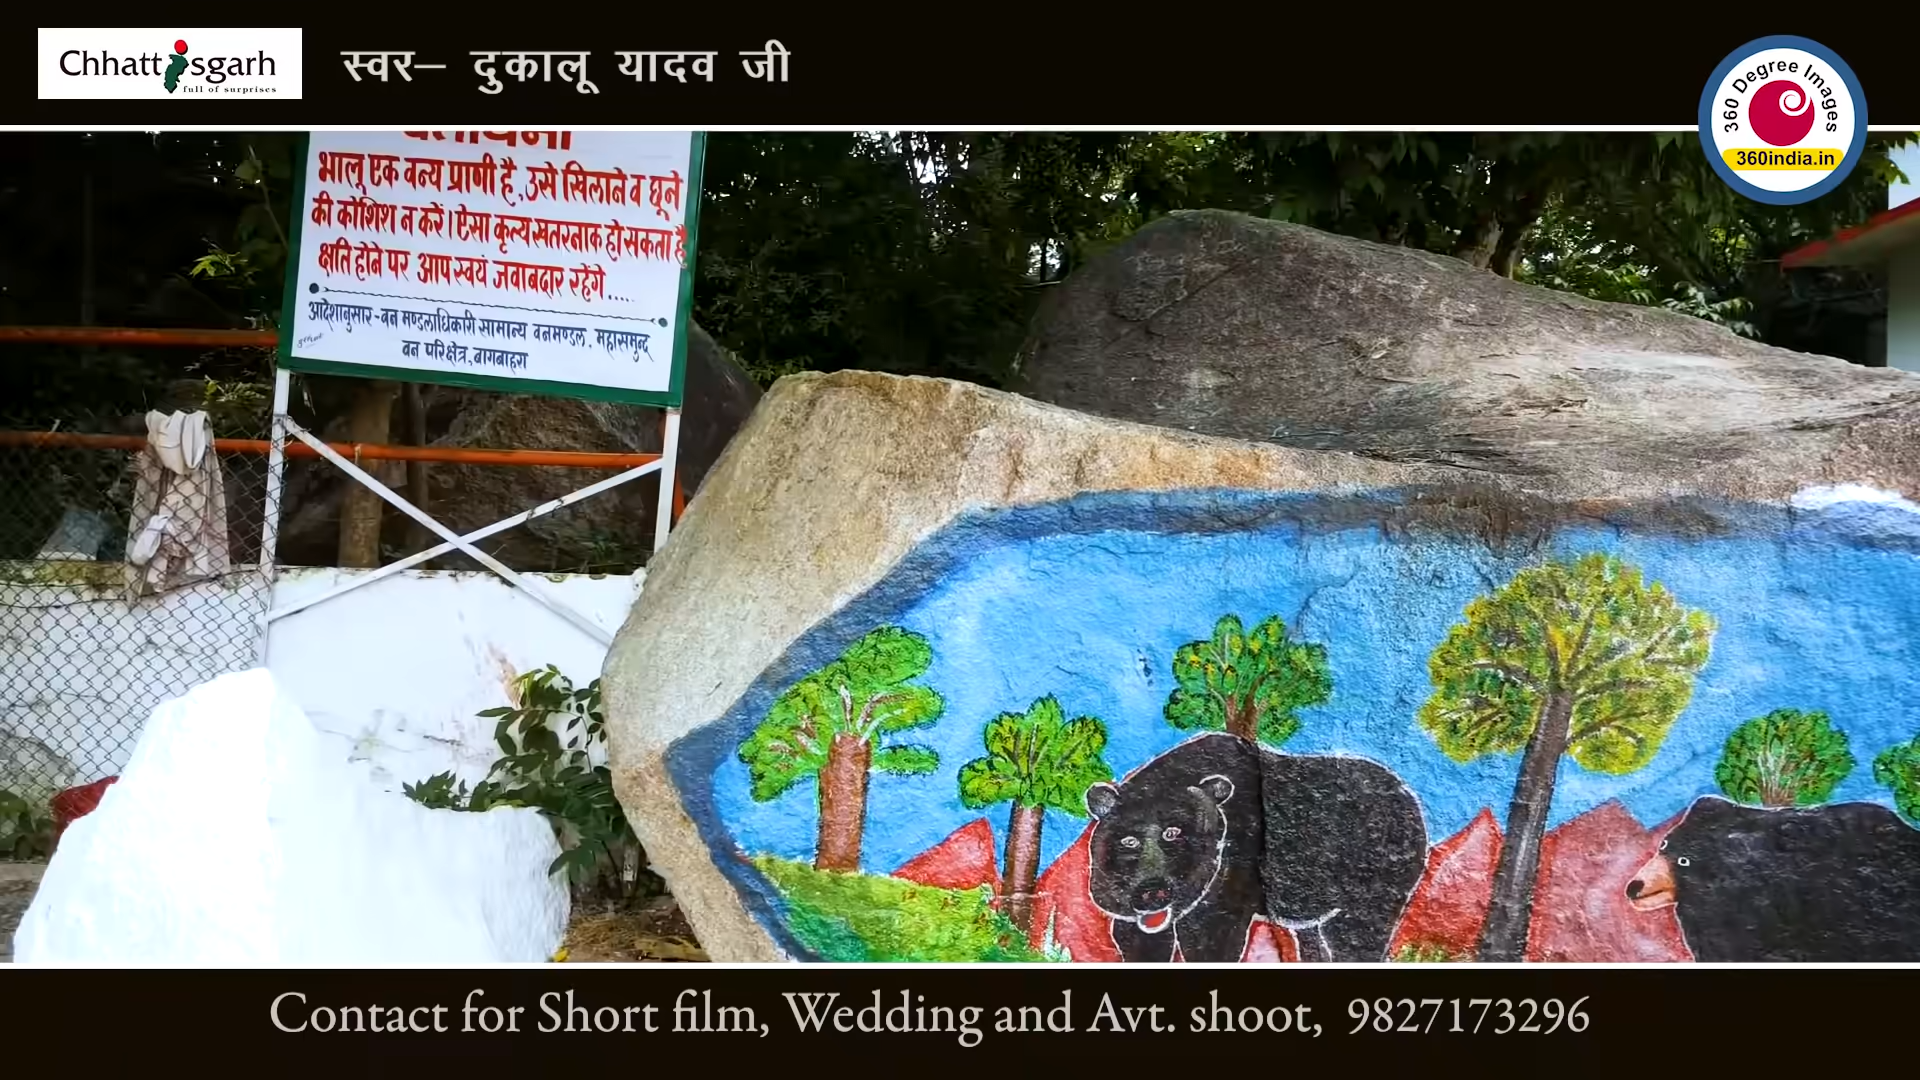 Chhattisgarh
full of surprises
स्वर– दुकालू यादव जी
360 Degree Images
360india.in
भालू एक वन्य प्राणी है, उसे खिलाने व छूने
की कोशिश न करें। ऐसा कृत्य खतरनाक हो सकता है
क्षति होने पर आप स्वयं जवाबदार रहेंगे.....
आदेशानुसार-वन मण्डलाधिकारी सामान्य वनमण्डल, महासमुन्द
वन परिक्षेत्र, बागबाहरा
Contact for Short film, Wedding and Avt. shoot, 9827173296